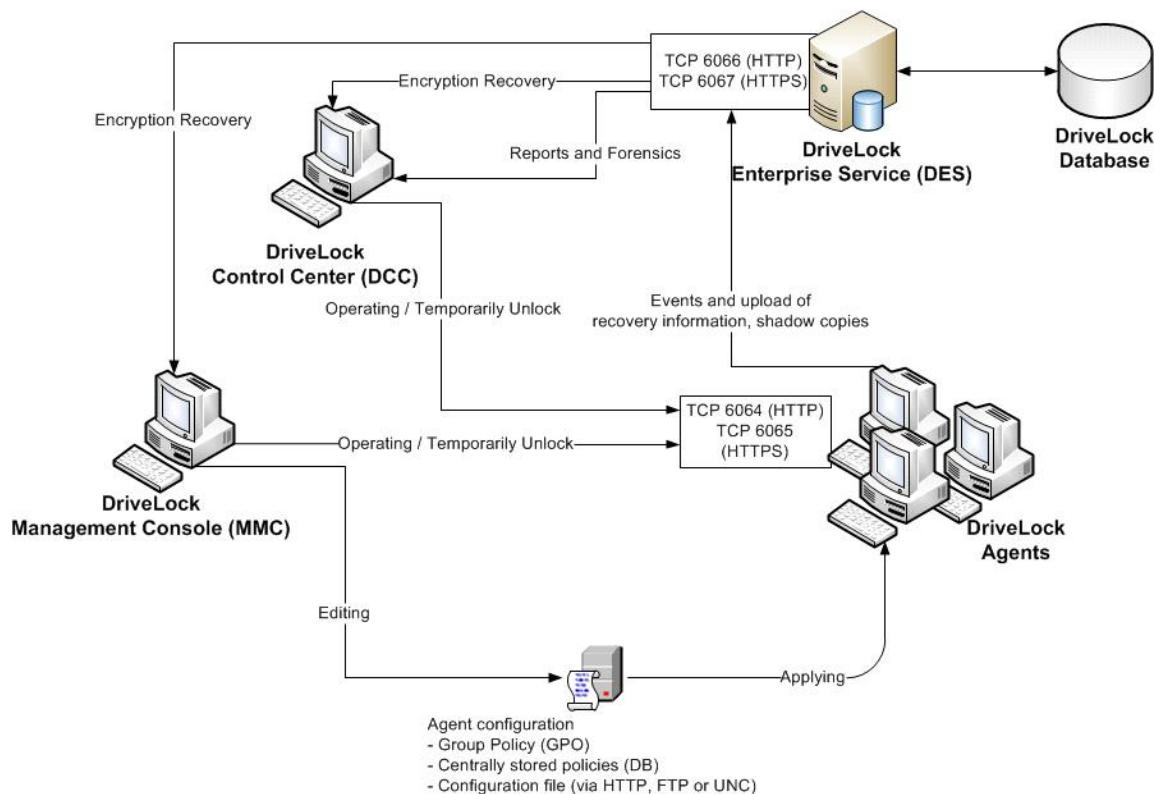 TCP 6066 (HTTP)
TCP 6067 (HTTPS)
Encryption Recovery
Encryption Recovery
Reports and Forensics
DriveLock
Enterprise Service (DES)
DriveLock
Database
DriveLock
Control Center (DCC)
Operating / Temporarily Unlock
Events and upload of
recovery information, shadow copies
TCP 6064 (HTTP)
TCP 6065
(HTTPS)
Operating / Temporarily Unlock
DriveLock
Management Console (MMC)
DriveLock
Agents
Editing
Applying
Agent configuration
- Group Policy (GPO)
- Centrally stored policies (DB)
- Configuration file (via HTTP, FTP or UNC)